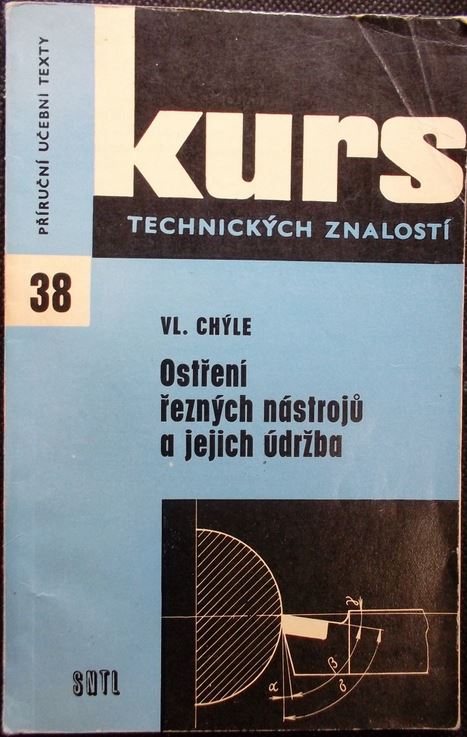 PŘÍRUČNÍ UČEBNÍ TEXTY
kurs
TECHNICKÝCH ZNALOSTÍ
38
VL. CHÝLE
Ostření
řezných nástrojů
a jejich údržba
γ
β
δ
α
SNTL